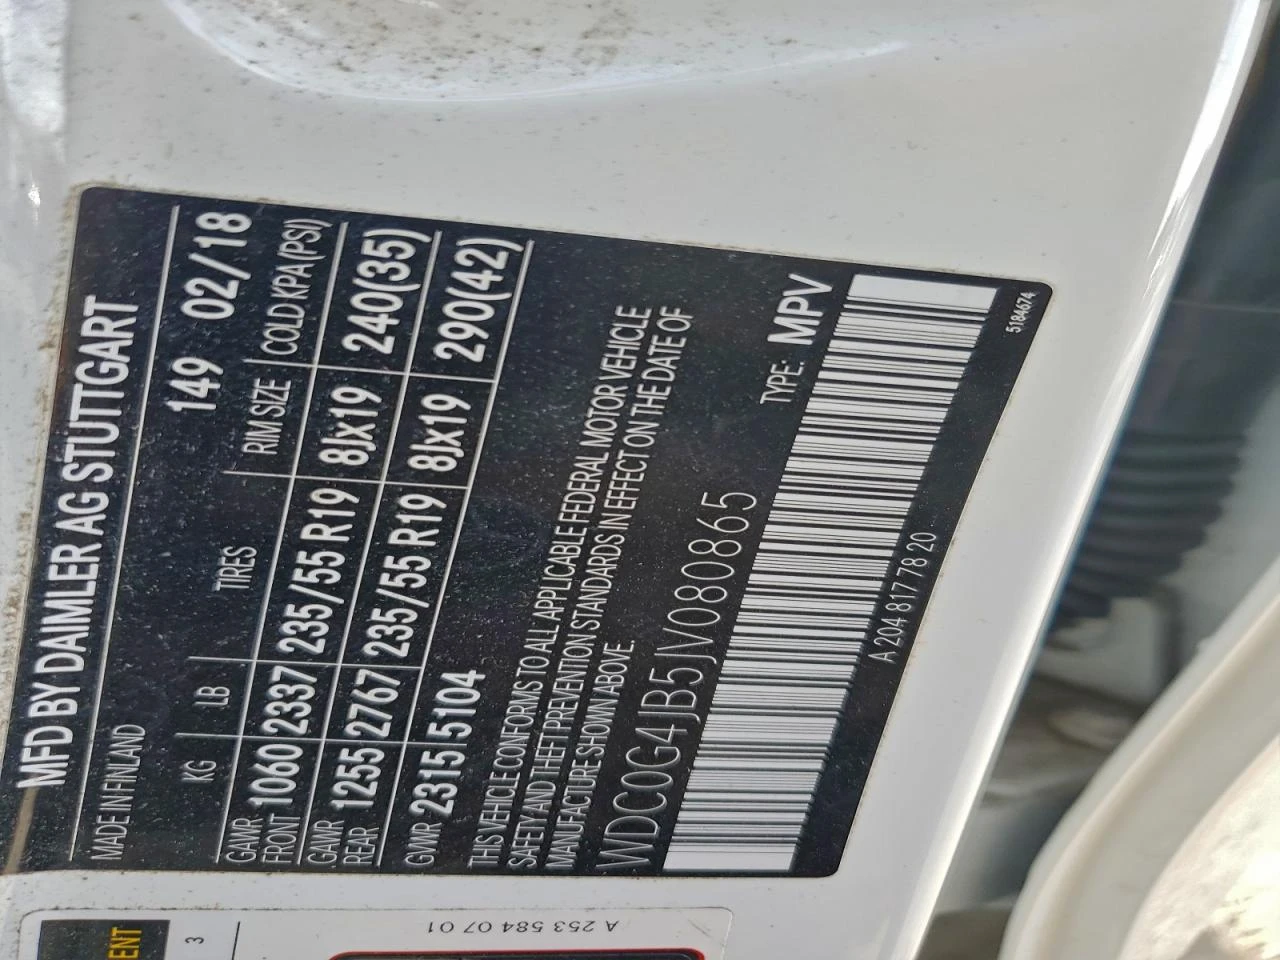 MFD BY DAIMLER AG STUTTGART
MADE IN FINLAND 149 02/18
KG LB TIRES RIM SIZE COLD KPA (PSI)
GAWR FRONT 1060 2337 235/55 R19 8Jx19 240(35)
GAWR REAR 1255 2767 235/55 R19 8Jx19 290(42)
GVWR 2315 5104
THIS VEHICLE CONFORMS TO ALL APPLICABLE FEDERAL MOTOR VEHICLE
SAFETY AND THEFT PREVENTION STANDARDS IN EFFECT ON THE DATE OF
MANUFACTURE SHOWN ABOVE.
WDC0G4JB5JV080865 TYPE: MPV
A 204 817 78 20 5184674
A 253 584 07 01
3
ENT